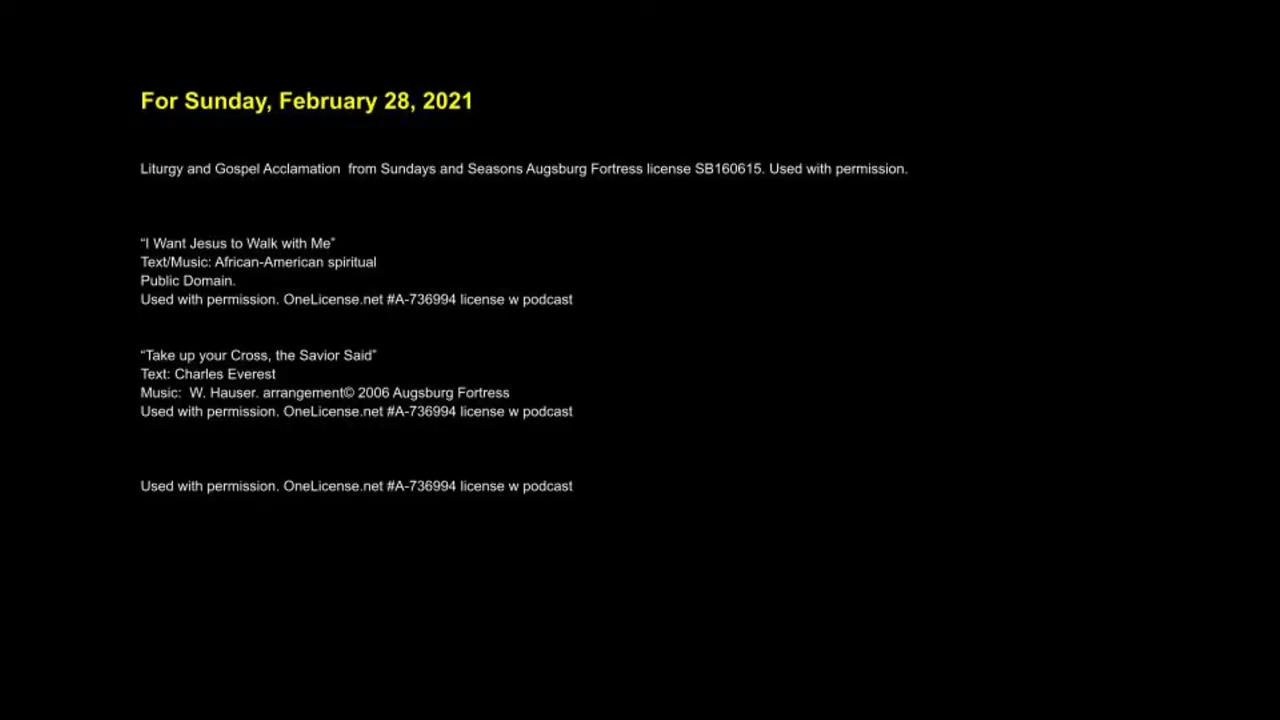 For Sunday, February 28, 2021
Liturgy and Gospel Acclamation  from Sundays and Seasons Augsburg Fortress license SB160615. Used with permission.
“I Want Jesus to Walk with Me”
Text/Music: African-American spiritual
Public Domain.
Used with permission. OneLicense.net #A-736994 license w podcast
“Take up your Cross, the Savior Said”
Text: Charles Everest
Music:  W. Hauser. arrangement© 2006 Augsburg Fortress
Used with permission. OneLicense.net #A-736994 license w podcast
Used with permission. OneLicense.net #A-736994 license w podcast